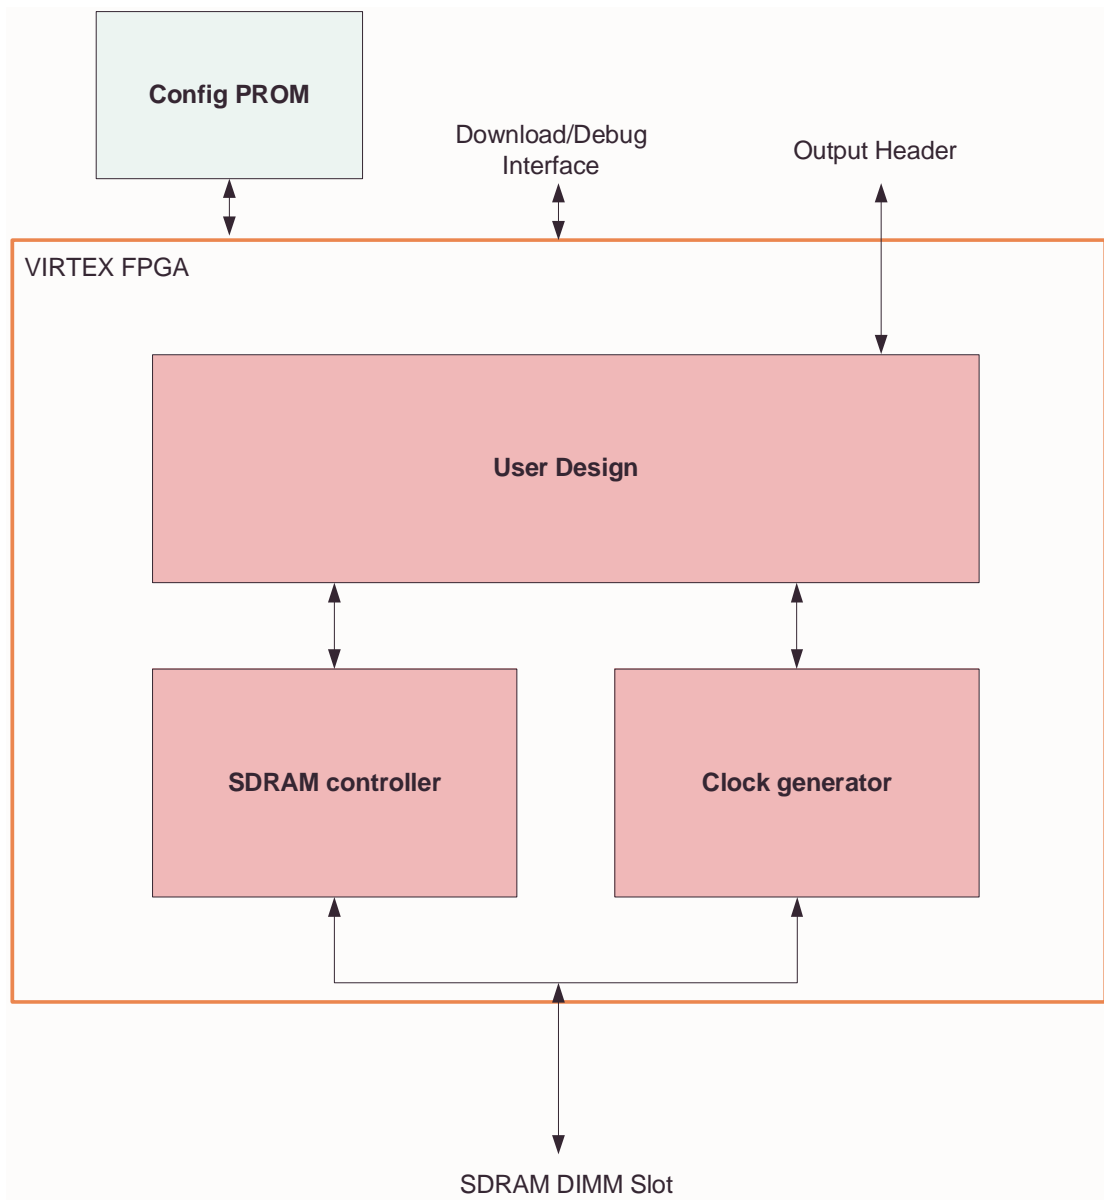 Config PROM
Download/Debug
Interface
Output Header
VIRTEX FPGA
User Design
SDRAM controller
Clock generator
SDRAM DIMM Slot